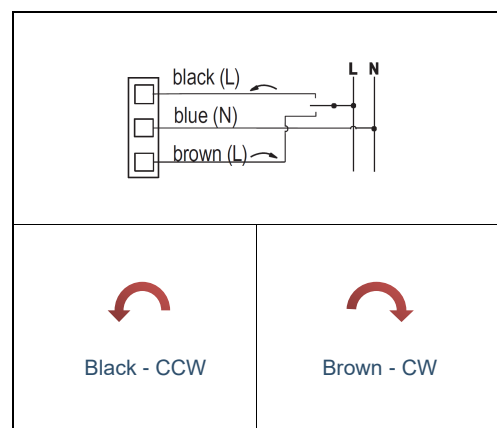 L N
black (L)
blue (N)
brown (L)
Black - CCW
Brown - CW